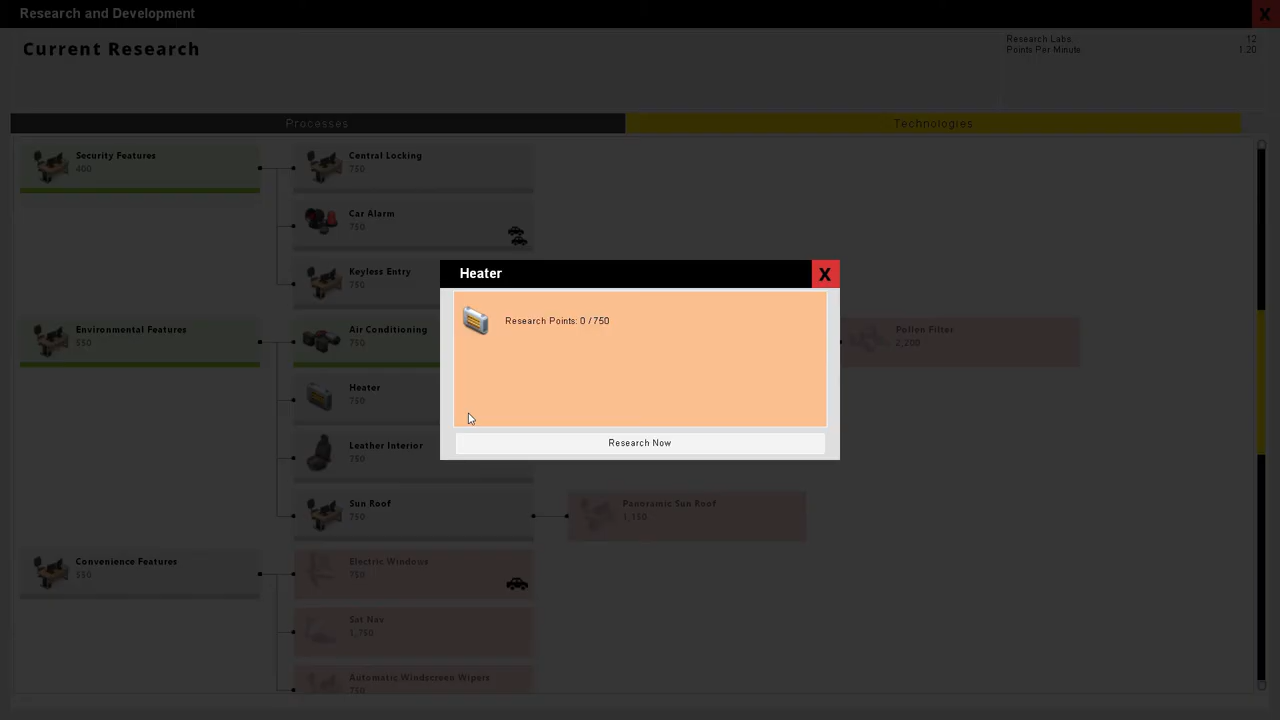 Research and Development
X
Current Research
Research Labs: 12
Points Per Minute 1.20
Processes
Technologies
Security Features
400
Central Locking
750
Car Alarm
750
Keyless Entry
750
Heater
X
Research Points: 0 / 750
Research Now
Environmental Features
550
Air Conditioning
750
Pollen Filter
2,200
Heater
750
Leather Interior
750
Sun Roof
750
Panoramic Sun Roof
1,150
Convenience Features
550
Electric Windows
750
Sat Nav
1,750
Automatic Windscreen Wipers
750